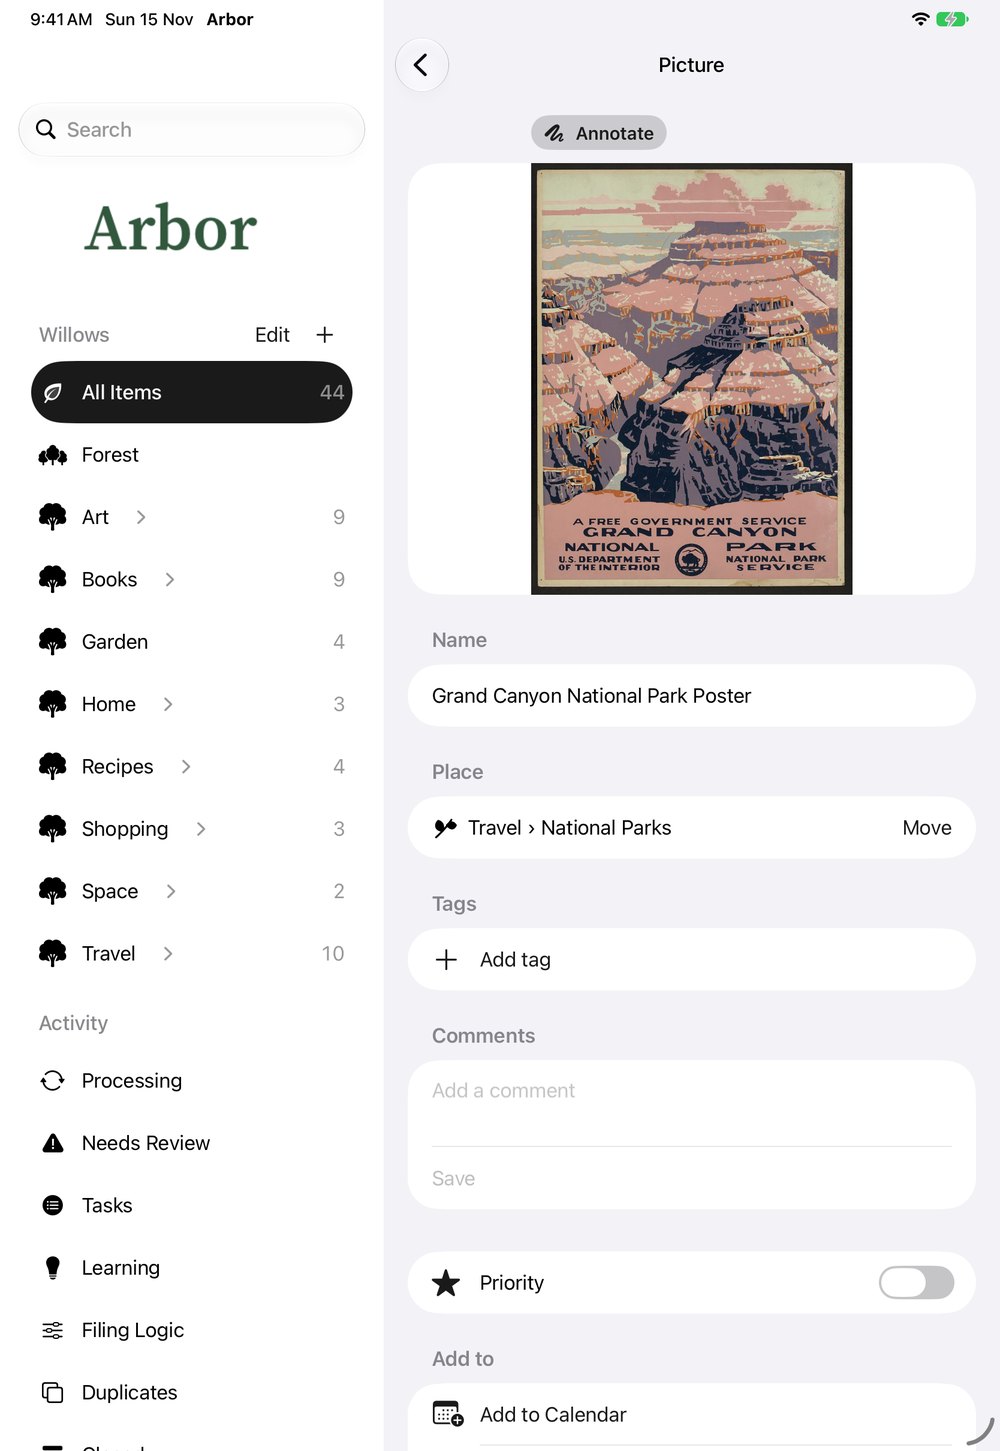 9:41 AM Sun 15 Nov Arbor
Search
Arbor
Willows Edit
All Items 44
Forest
Art 9
Books 9
Garden 4
Home 3
Recipes 4
Shopping 3
Space 2
Travel 10
Activity
Processing
Needs Review
Tasks
Learning
Filing Logic
Duplicates
Picture
Annotate
A FREE GOVERNMENT SERVICE
GRAND CANYON
NATIONAL PARK
U.S. DEPARTMENT OF THE INTERIOR
NATIONAL PARK SERVICE
Name
Grand Canyon National Park Poster
Place
Travel › National Parks Move
Tags
Add tag
Comments
Add a comment
Save
Priority
Add to
Add to Calendar